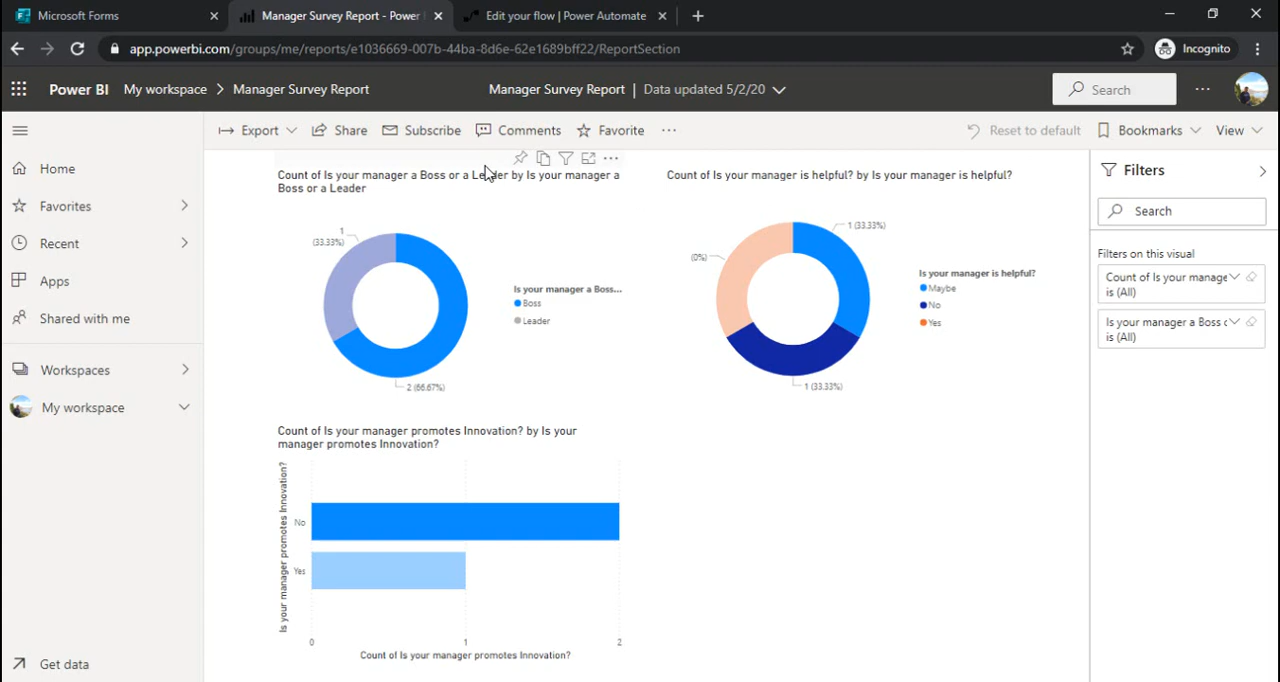 Microsoft Forms
Manager Survey Report - Power
Edit your flow | Power Automate
app.powerbi.com/groups/me/reports/e1036669-007b-44ba-8d6e-62e1689bff22/ReportSection
Incognito
Power BI My workspace > Manager Survey Report
Manager Survey Report | Data updated 5/2/20
Search
Export Share Subscribe Comments Favorite ...
Reset to default Bookmarks View
Home
Favorites
Recent
Apps
Shared with me
Workspaces
My workspace
Get data
Count of Is your manager a Boss or a Leader by Is your manager a
Boss or a Leader
1
(33.33%)
2 (66.67%)
Is your manager a Boss...
Boss
Leader
Count of Is your manager is helpful? by Is your manager is helpful?
1 (33.33%)
(0%)
1 (33.33%)
Is your manager is helpful?
Maybe
No
Yes
Count of Is your manager promotes Innovation? by Is your
manager promotes Innovation?
Is your manager promotes Innovation?
No
Yes
0 1 2
Count of Is your manager promotes Innovation?
Filters
Search
Filters on this visual
Count of Is your manage
is (All)
Is your manager a Boss c
is (All)